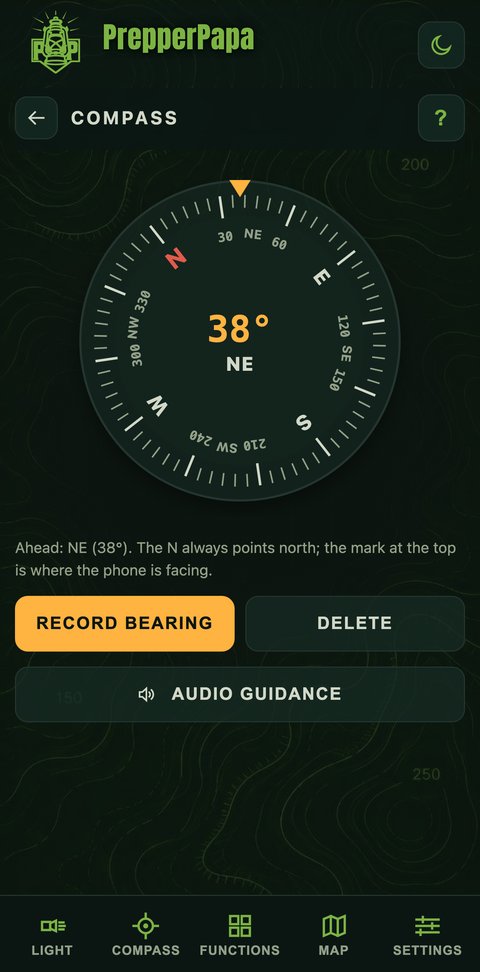 PrepperPapa
P P
COMPASS
?
200
30 NE 60
N
E
330
NW
300
120
SE
150
38°
NE
W
S
240 SW 210
Ahead: NE (38°). The N always points north; the mark at the top
is where the phone is facing.
RECORD BEARING
DELETE
150
AUDIO GUIDANCE
250
LIGHT
COMPASS
FUNCTIONS
MAP
SETTINGS